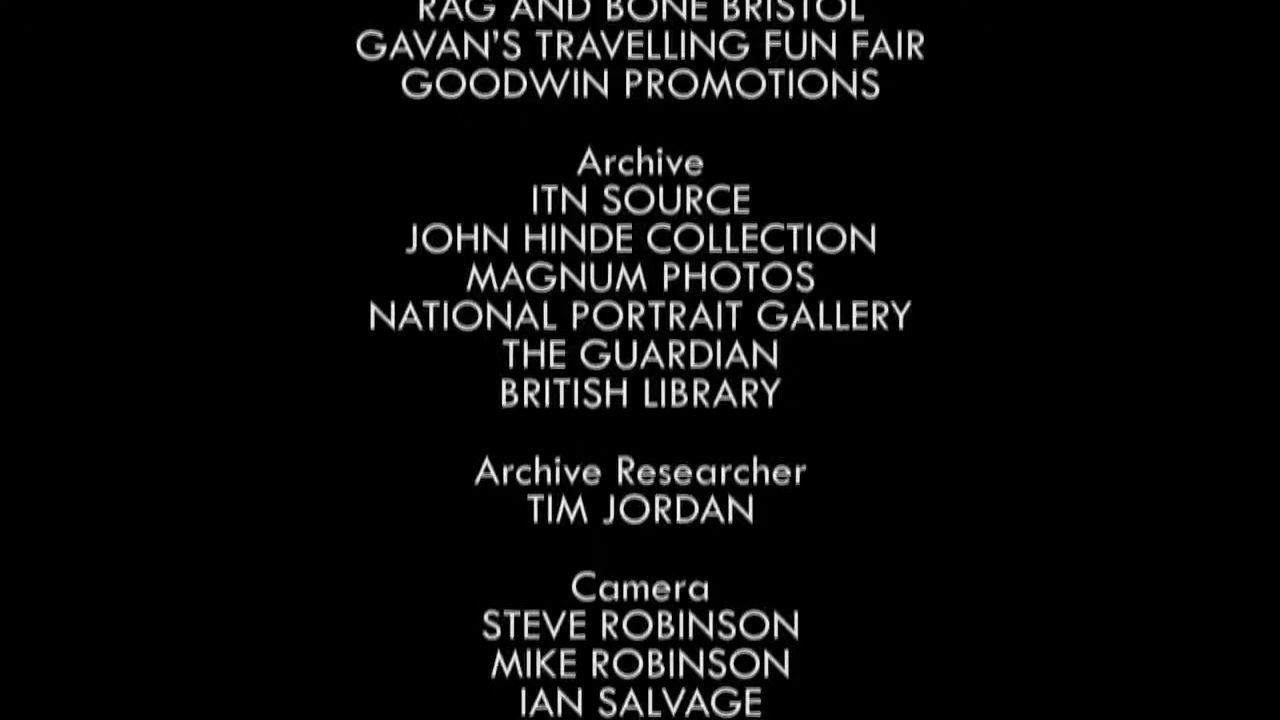 RAG AND BONE BRISTOL
GAVAN'S TRAVELLING FUN FAIR
GOODWIN PROMOTIONS
Archive
ITN SOURCE
JOHN HINDE COLLECTION
MAGNUM PHOTOS
NATIONAL PORTRAIT GALLERY
THE GUARDIAN
BRITISH LIBRARY
Archive Researcher
TIM JORDAN
Camera
STEVE ROBINSON
MIKE ROBINSON
IAN SALVAGE